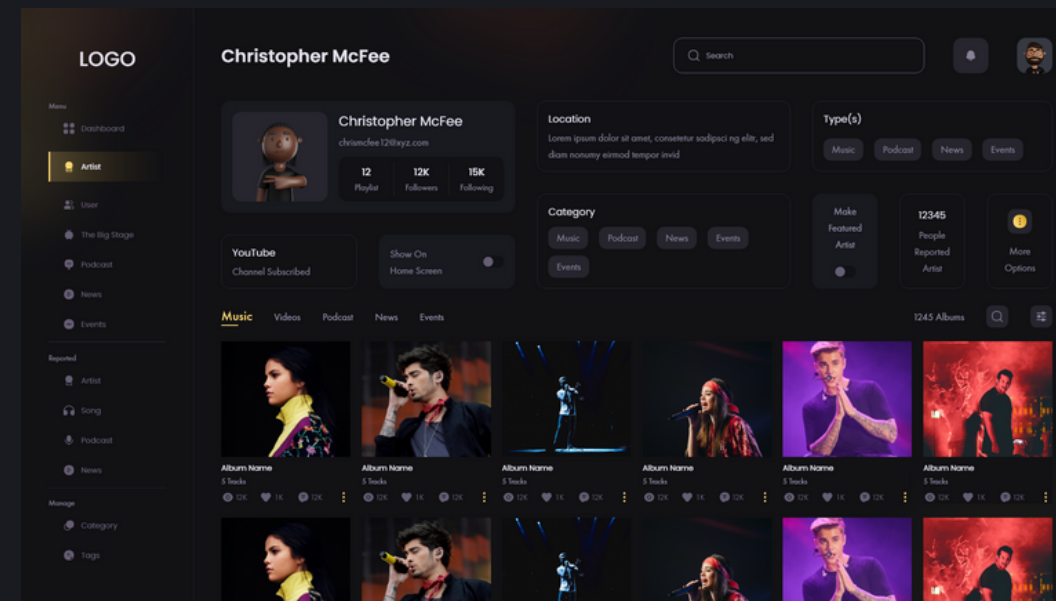 LOGO
Christopher McFee
Search
Menu
Dashboard
Artist
User
The Big Stage
Podcast
News
Events
Reported
Artist
Song
Podcast
News
Manage
Category
Tags
Christopher McFee
chrismcfee12@xyz.com
12 12K 15K
Playlist Followers Following
Location
Lorem ipsum dolor sit amet, consetetur sadipsci ng elitr, sed
diam nonumy eirmod tempor invid
Type(s)
Music Podcast News Events
YouTube
Channel Subscribed
Show On
Home Screen
Category
Music Podcast News Events
Events
Make
Featured
Artist
12345
People
Reported
Artist
More
Options
Music Videos Podcast News Events
1245 Albums
Album Name Album Name Album Name Album Name Album Name Album Name
5 Tracks 5 Tracks 5 Tracks 5 Tracks 5 Tracks 5 Tracks
12K 1K 12K 12K 1K 12K 12K 1K 12K 12K 1K 12K 12K 1K 12K 12K 1K 12K